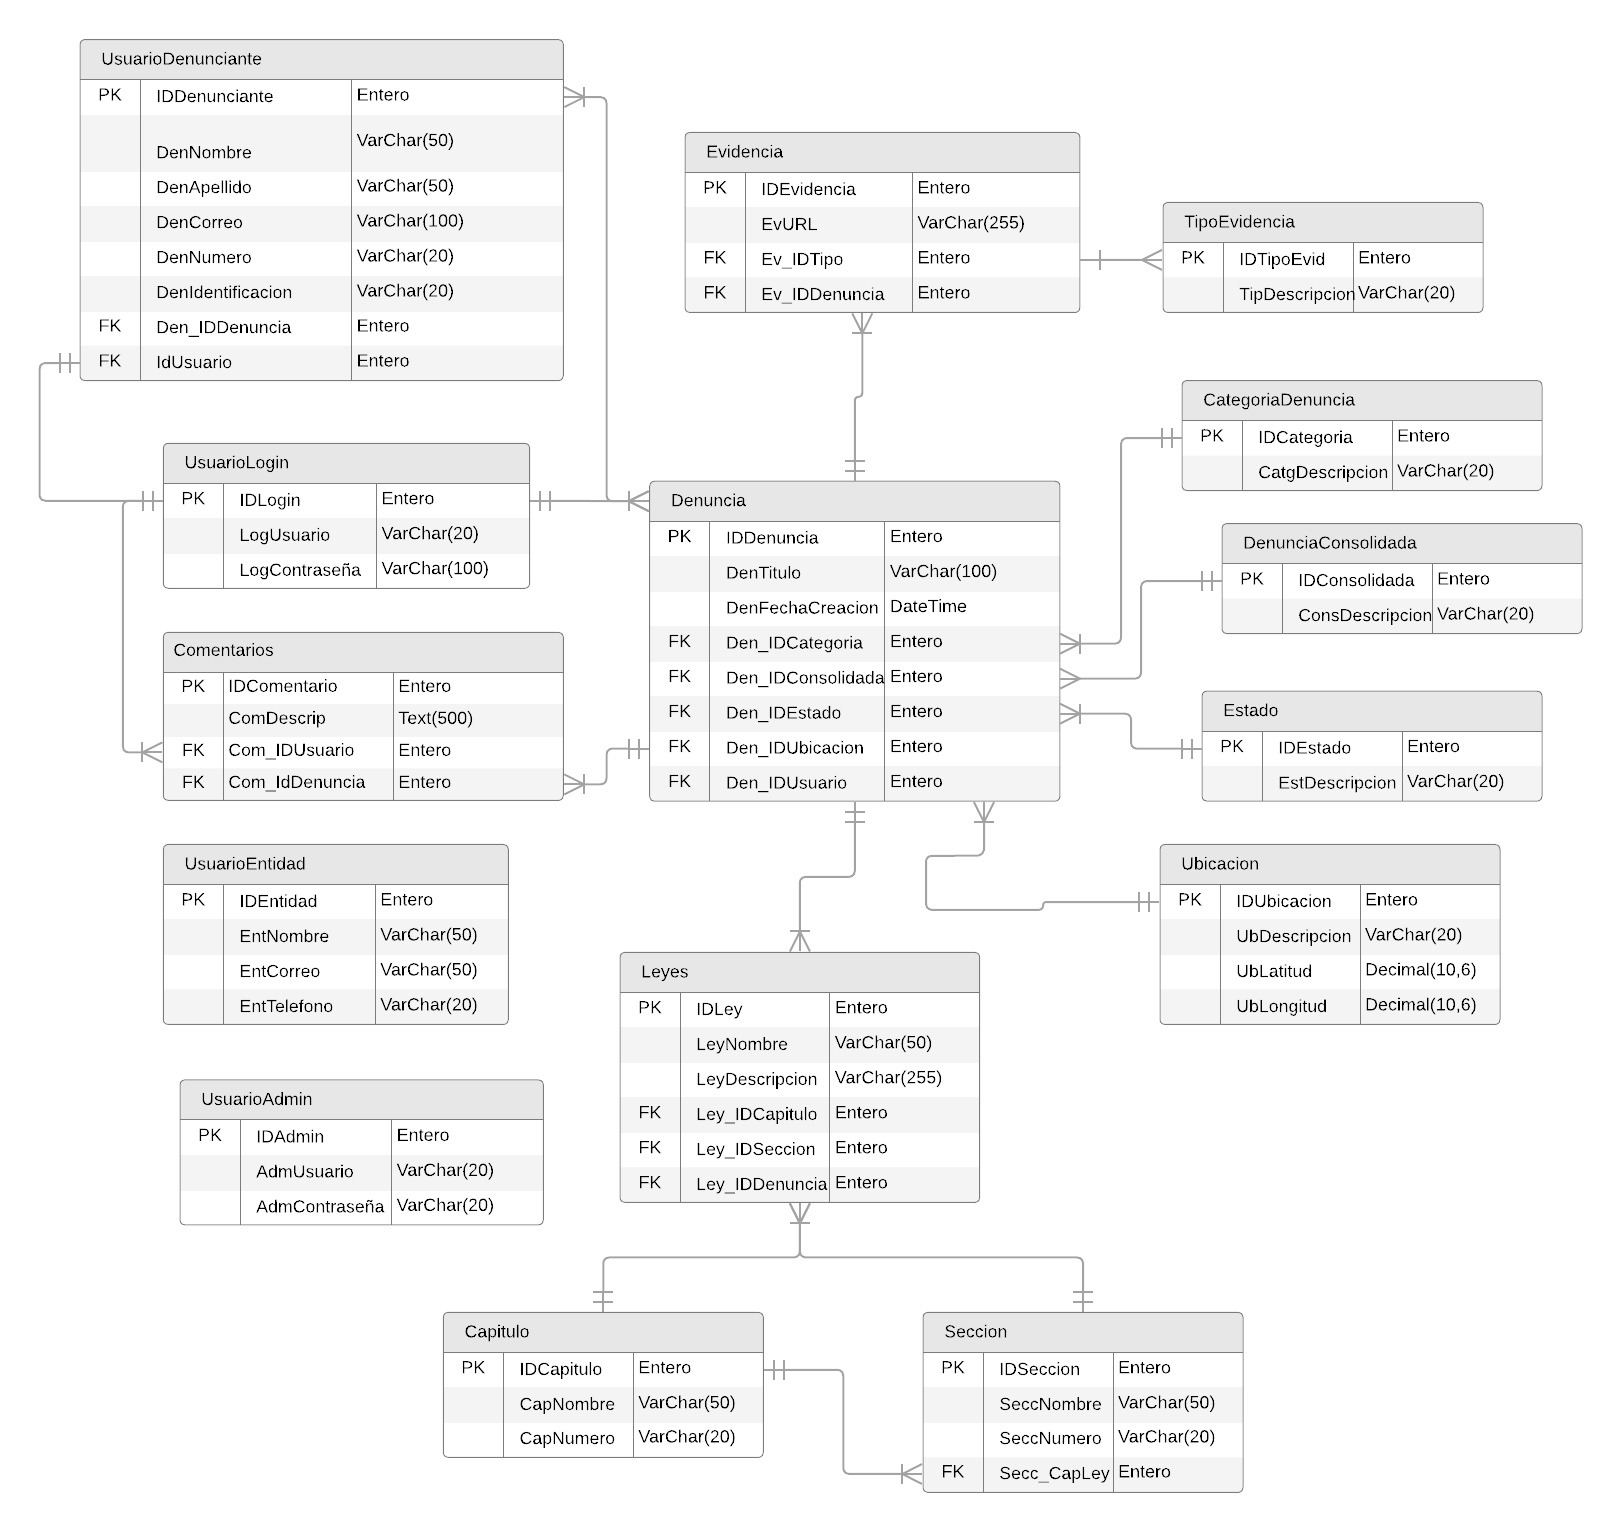 UsuarioDenunciante
PK IDDenunciante Entero
DenNombre VarChar(50)
DenApellido VarChar(50)
DenCorreo VarChar(100)
DenNumero VarChar(20)
DenIdentificacion VarChar(20)
FK Den_IDDenuncia Entero
FK IdUsuario Entero
Evidencia
PK IDEvidencia Entero
EvURL VarChar(255)
FK Ev_IDTipo Entero
FK Ev_IDDenuncia Entero
TipoEvidencia
PK IDTipoEvid Entero
TipDescripcion VarChar(20)
CategoriaDenuncia
PK IDCategoria Entero
CatgDescripcion VarChar(20)
UsuarioLogin
PK IDLogin Entero
LogUsuario VarChar(20)
LogContraseña VarChar(100)
Denuncia
PK IDDenuncia Entero
DenTitulo VarChar(100)
DenFechaCreacion DateTime
FK Den_IDCategoria Entero
FK Den_IDConsolidada Entero
FK Den_IDEstado Entero
FK Den_IDUbicacion Entero
FK Den_IDUsuario Entero
DenunciaConsolidada
PK IDConsolidada Entero
ConsDescripcion VarChar(20)
Comentarios
PK IDComentario Entero
ComDescrip Text(500)
FK Com_IDUsuario Entero
FK Com_IdDenuncia Entero
Estado
PK IDEstado Entero
EstDescripcion VarChar(20)
UsuarioEntidad
PK IDEntidad Entero
EntNombre VarChar(50)
EntCorreo VarChar(50)
EntTelefono VarChar(20)
Ubicacion
PK IDUbicacion Entero
UbDescripcion VarChar(20)
UbLatitud Decimal(10,6)
UbLongitud Decimal(10,6)
Leyes
PK IDLey Entero
LeyNombre VarChar(50)
LeyDescripcion VarChar(255)
FK Ley_IDCapitulo Entero
FK Ley_IDSeccion Entero
FK Ley_IDDenuncia Entero
UsuarioAdmin
PK IDAdmin Entero
AdmUsuario VarChar(20)
AdmContraseña VarChar(20)
Capitulo
PK IDCapitulo Entero
CapNombre VarChar(50)
CapNumero VarChar(20)
Seccion
PK IDSeccion Entero
SeccNombre VarChar(50)
SeccNumero VarChar(20)
FK Secc_CapLey Entero